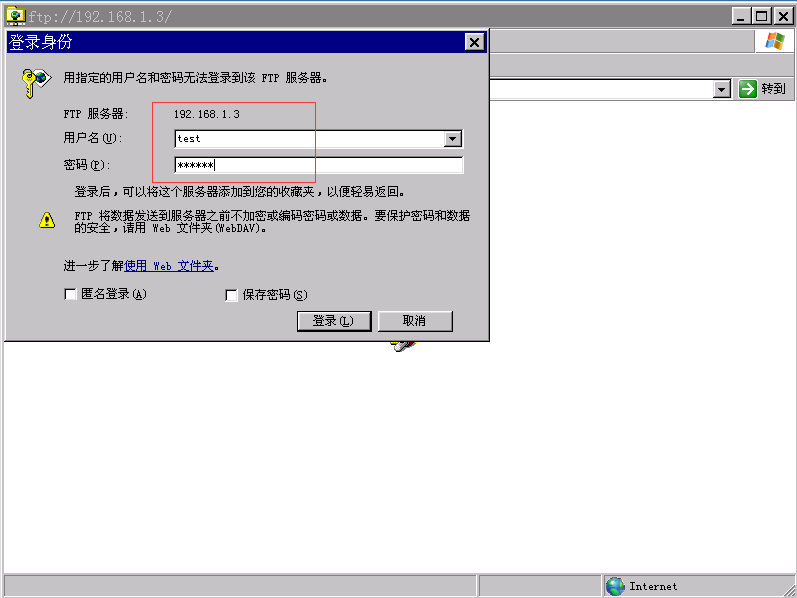 ftp://192.168.1.3/
登录身份
用指定的用户名和密码无法登录到该 FTP 服务器。
FTP 服务器: 192.168.1.3
用户名(U): test
转到
密码(P): ******
登录后，可以将这个服务器添加到您的收藏夹，以便轻易返回。
FTP 将数据发送到服务器之前不加密或编码密码或数据。要保护密码和数据
的安全，请用 Web 文件夹(WebDAV)。
进一步了解使用 Web 文件夹。
匿名登录(A) 保存密码(S)
登录(L) 取消
Internet